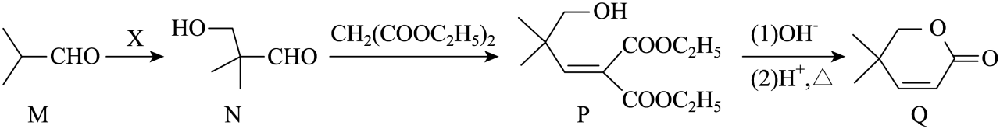 CHO
M
X
HO
CHO
N
CH₂(COOC₂H₅)₂
OH
COOC₂H₅
COOC₂H₅
P
(1)OH⁻
(2)H⁺,△
O
O
Q